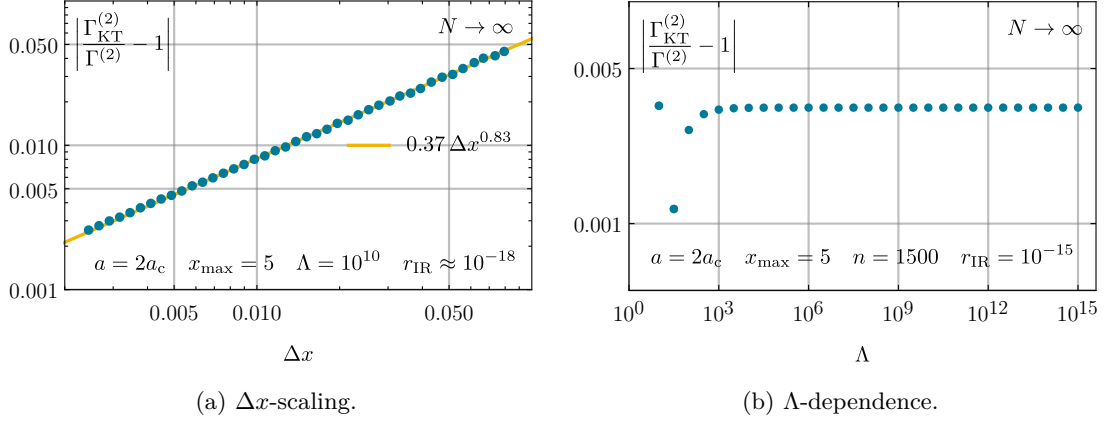 |Γ_KT^(2)/Γ^(2) − 1|
N → ∞
0.050
0.010
0.005
0.001
0.37 Δx^0.83
a = 2a_c x_max = 5 Λ = 10^10 r_IR ≈ 10^−18
0.005 0.010 0.050
Δx
(a) Δx-scaling.
|Γ_KT^(2)/Γ^(2) − 1|
N → ∞
0.005
0.001
a = 2a_c x_max = 5 n = 1500 r_IR = 10^−15
10^0 10^3 10^6 10^9 10^12 10^15
Λ
(b) Λ-dependence.